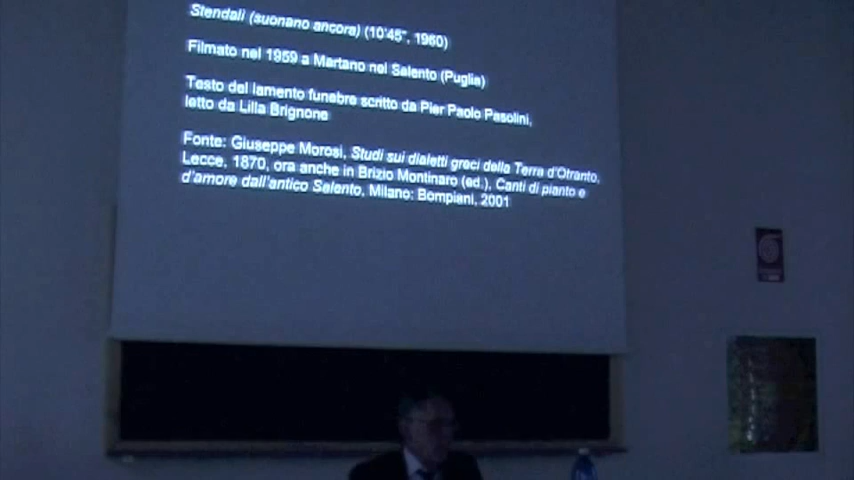 Stendalì (suonano ancora) (10'45", 1960)
Filmato nel 1959 a Martano nel Salento (Puglia)
Testo del lamento funebre scritto da Pier Paolo Pasolini,
letto da Lilla Brignone
Fonte: Giuseppe Morosi, Studi sui dialetti greci della Terra d'Otranto,
Lecce, 1870, ora anche in Brizio Montinaro (ed.), Canti di pianto e
d'amore dall'antico Salento, Milano: Bompiani, 2001